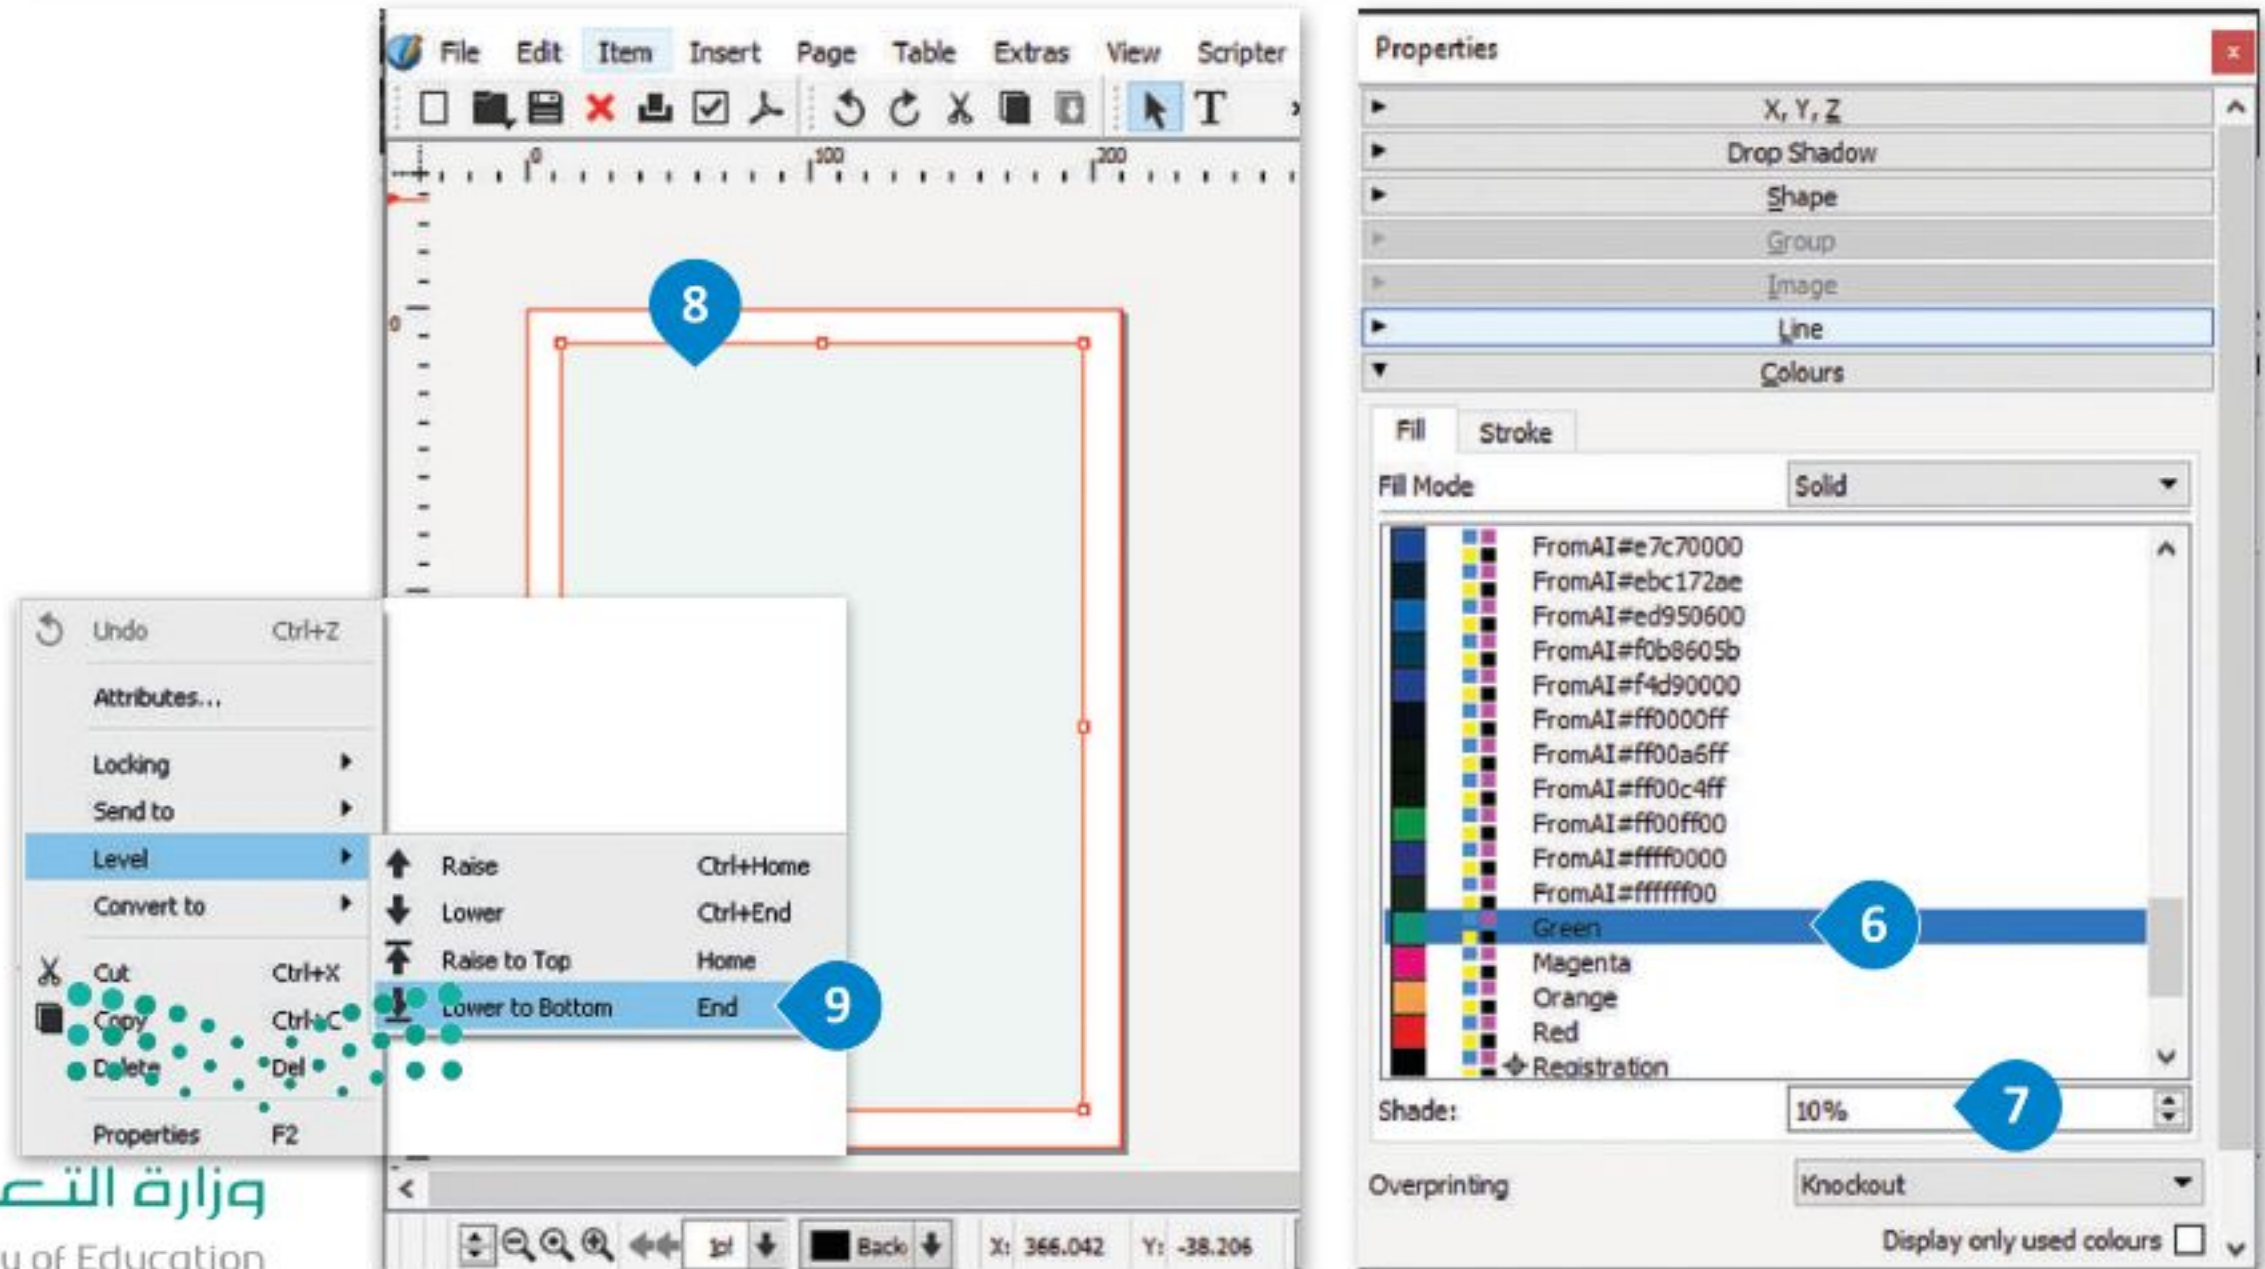 File Edit Item Insert Page Table Extras View Scripter
0 100 200
0
8
Undo Ctrl+Z
Attributes...
Locking
Send to
Level
Convert to
Cut Ctrl+X
Copy Ctrl+C
Delete Del
Properties F2
Raise Ctrl+Home
Lower Ctrl+End
Raise to Top Home
Lower to Bottom End
9
X: 366.042 Y: -38.206
وزارة التع
y of Education
Properties
X, Y, Z
Drop Shadow
Shape
Group
Image
Line
Colours
Fill Stroke
Fill Mode Solid
FromAI#e7c70000
FromAI#ebc172ae
FromAI#ed950600
FromAI#f0b8605b
FromAI#f4d90000
FromAI#ff0000ff
FromAI#ff00a6ff
FromAI#ff00c4ff
FromAI#ff00ff00
FromAI#ffff0000
FromAI#ffffff00
Green
6
Magenta
Orange
Red
Registration
Shade: 10%
7
Overprinting Knockout
Display only used colours